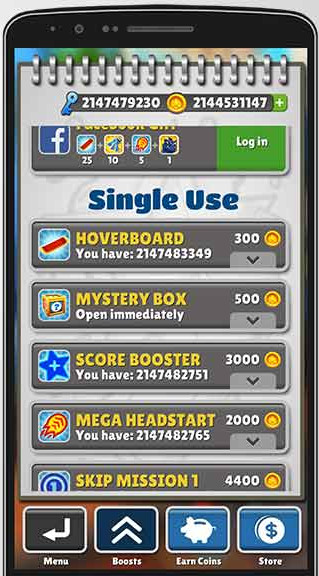 2147479230 2144531147 +
Facebook Gift
f + + +
25 10 5 1
Log in
Single Use
HOVERBOARD 300
You have: 2147483349
MYSTERY BOX 500
Open immediately
?
SCORE BOOSTER 3000
You have: 2147482751
MEGA HEADSTART 2000
You have: 2147482765
SKIP MISSION 1 4400
Menu Boosts Earn Coins Store